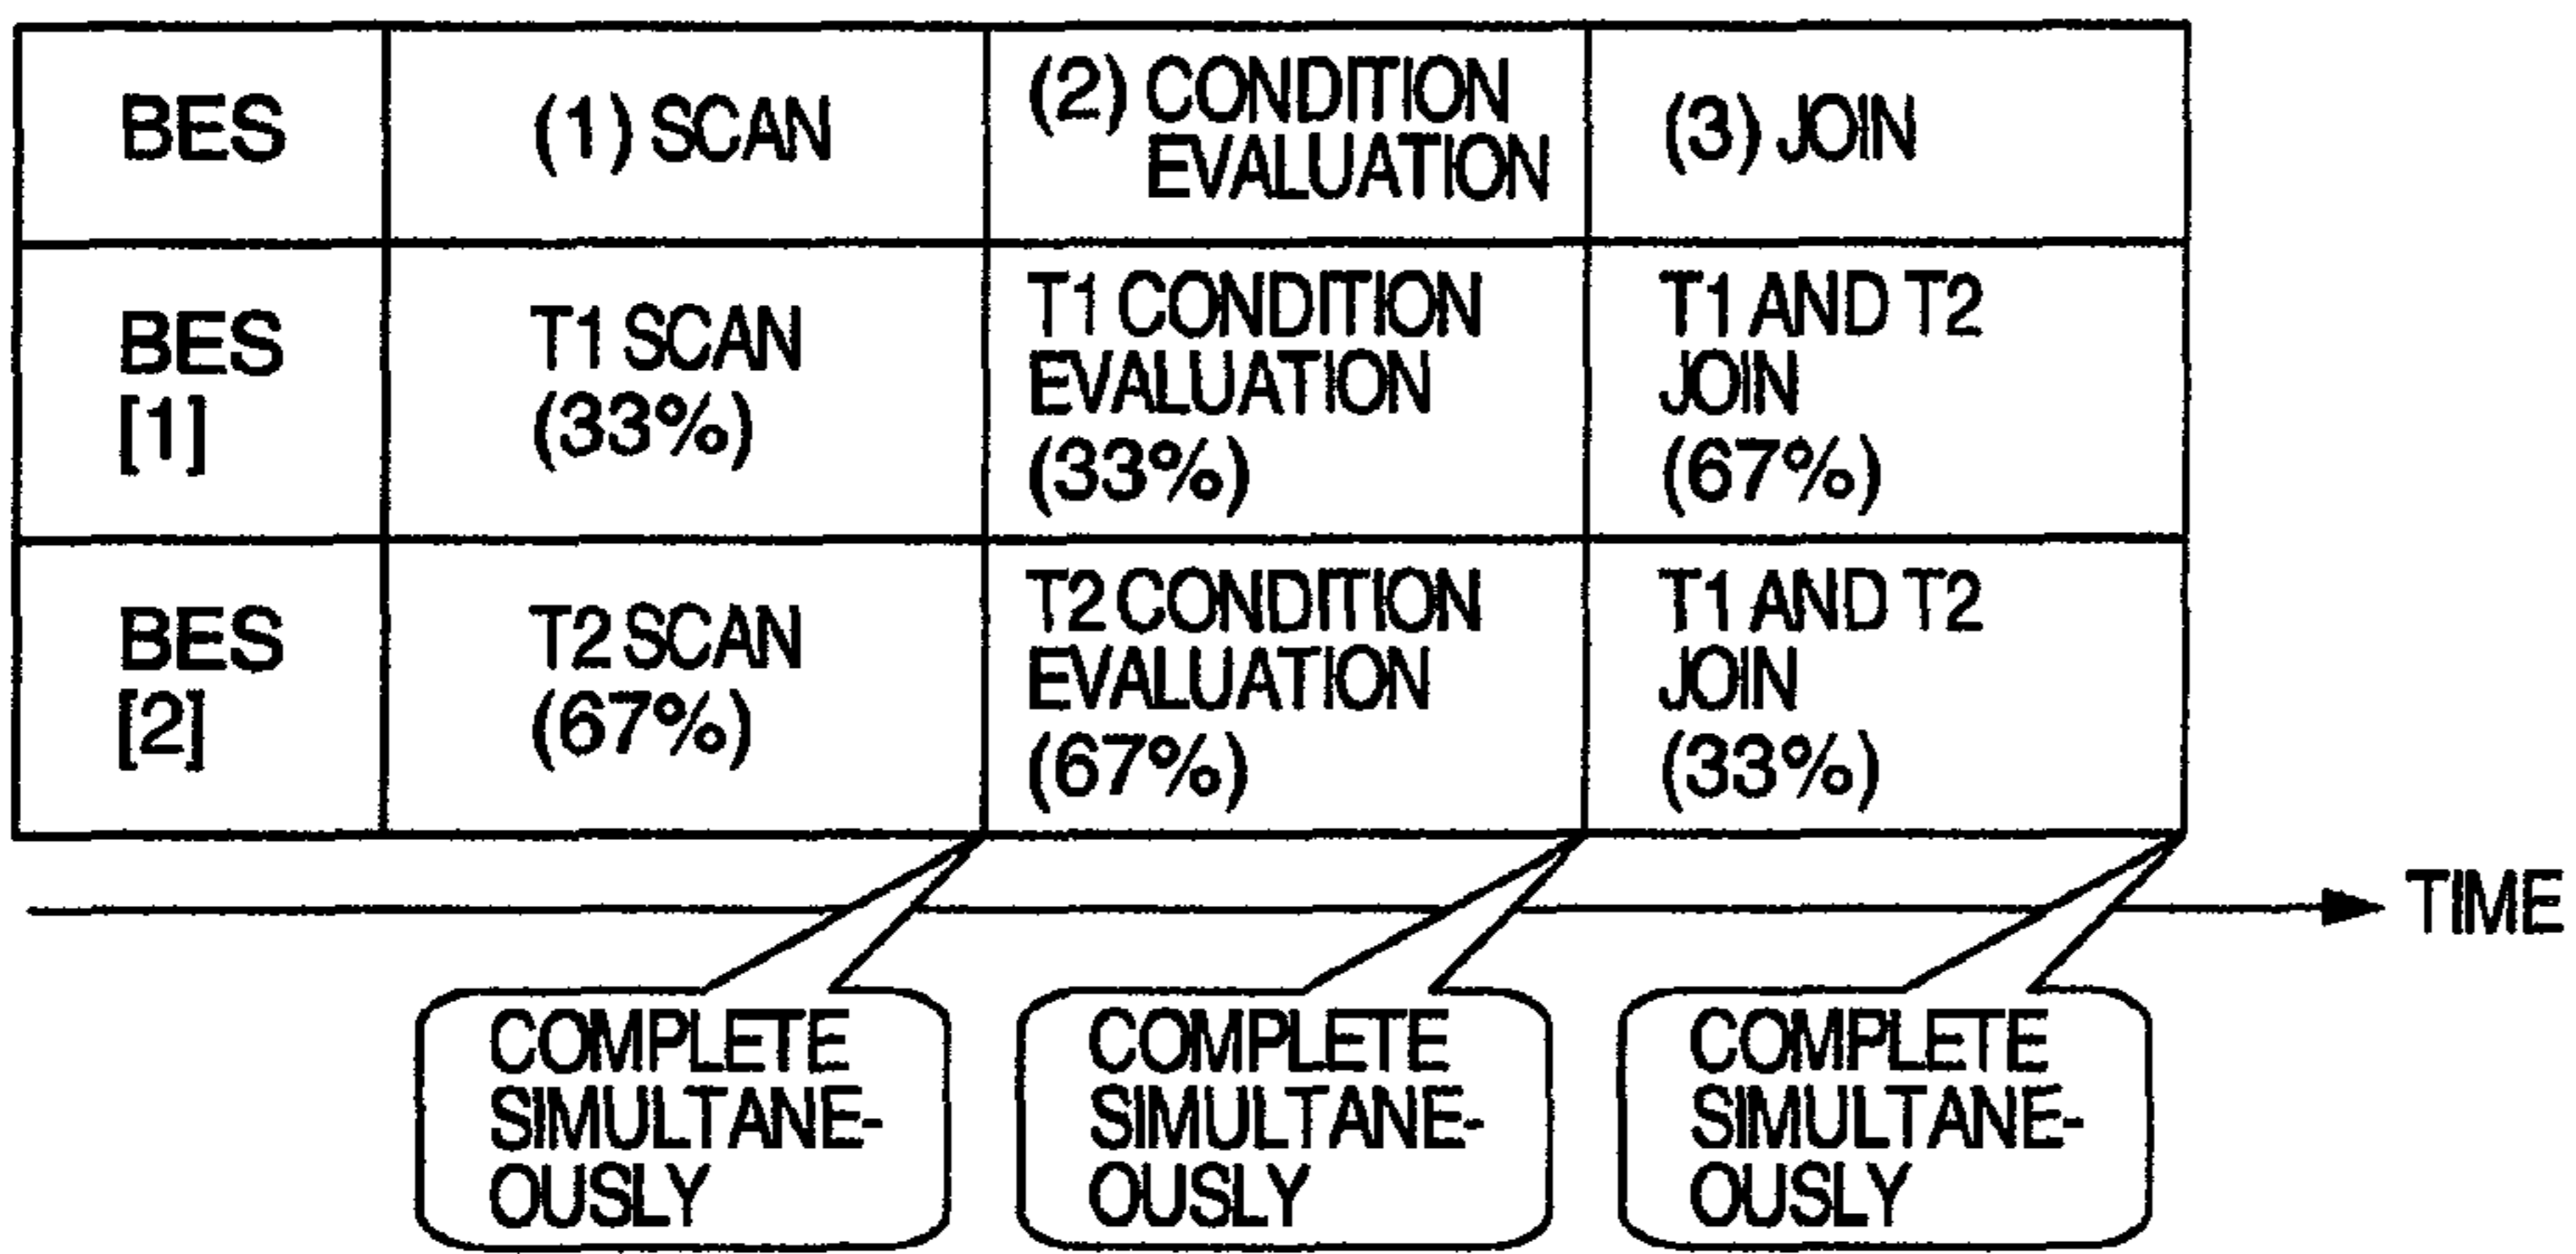 BES
(1) SCAN
(2) CONDITION
EVALUATION
(3) JOIN
BES
[1]
T1 SCAN
(33%)
T1 CONDITION
EVALUATION
(33%)
T1 AND T2
JOIN
(67%)
BES
[2]
T2 SCAN
(67%)
T2 CONDITION
EVALUATION
(67%)
T1 AND T2
JOIN
(33%)
TIME
COMPLETE
SIMULTANE-
OUSLY
COMPLETE
SIMULTANE-
OUSLY
COMPLETE
SIMULTANE-
OUSLY